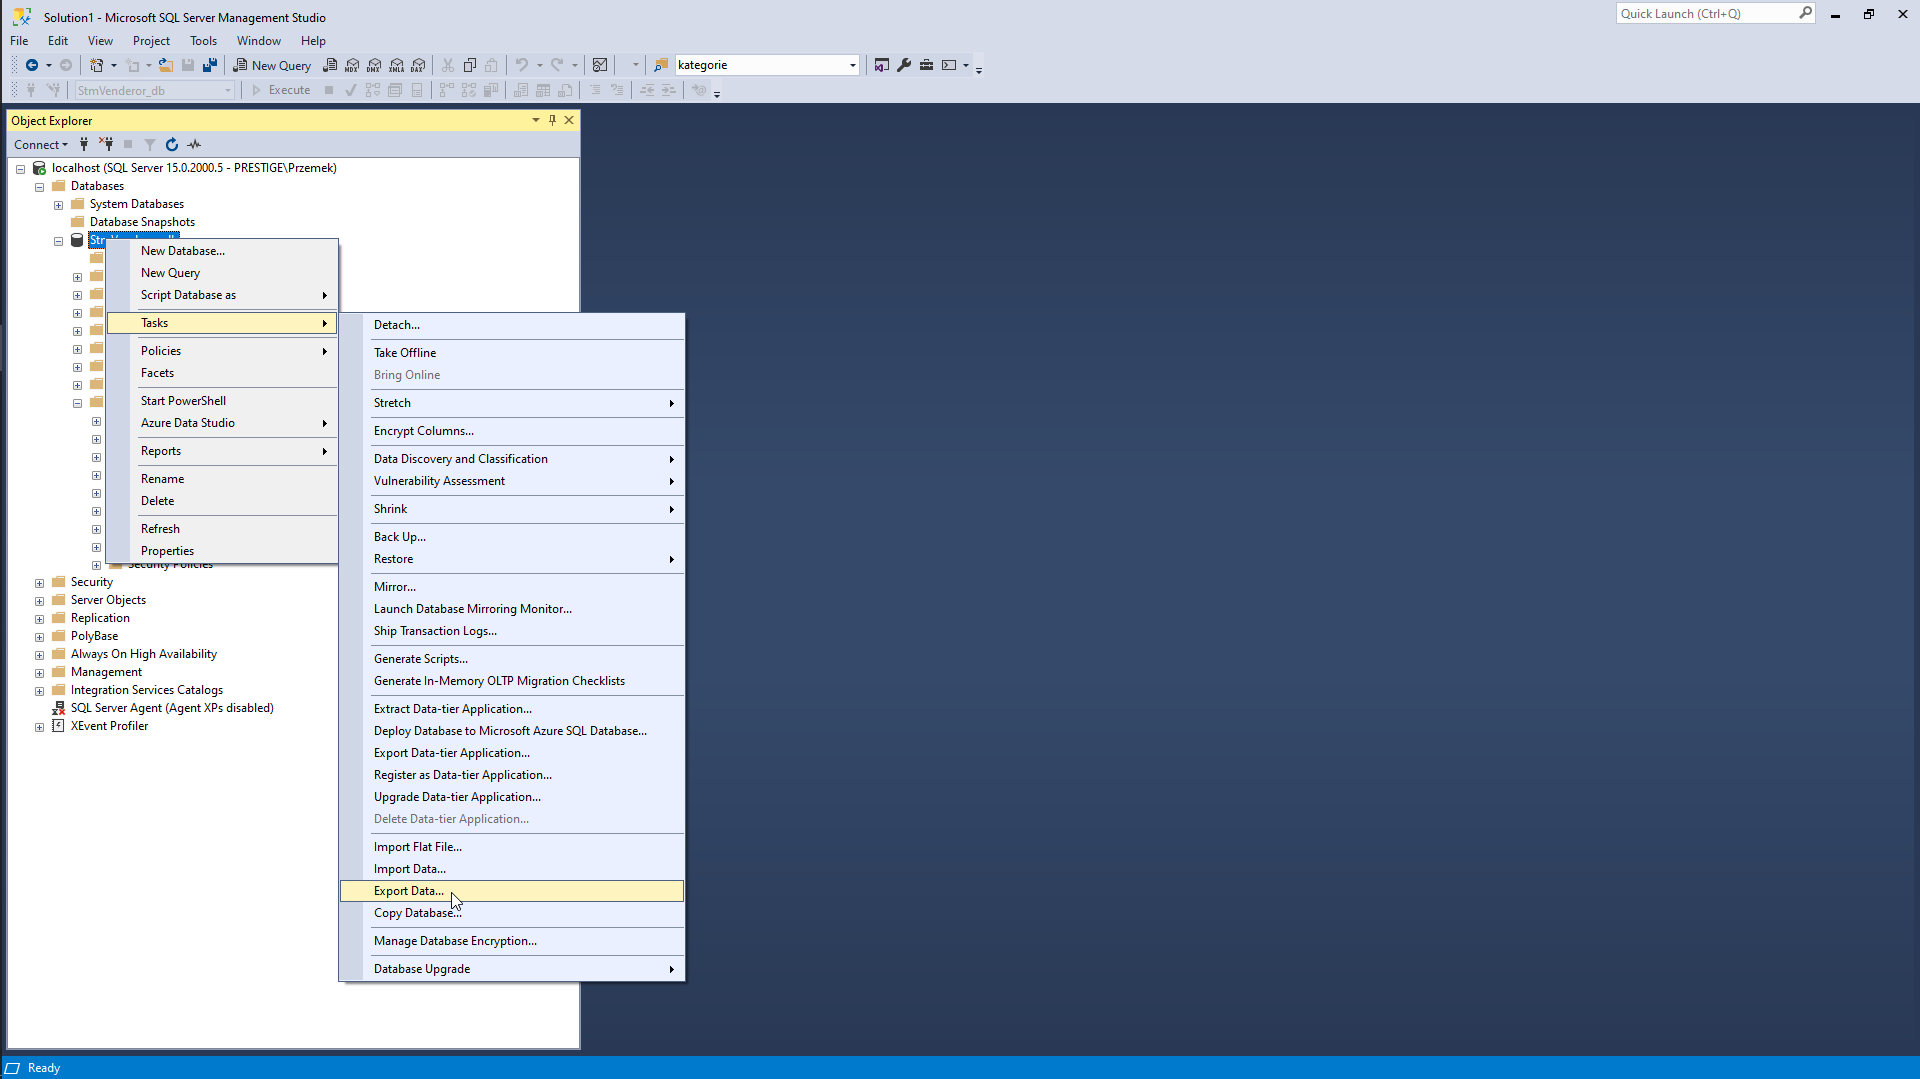 Solution1 - Microsoft SQL Server Management Studio
Quick Launch (Ctrl+Q)
File Edit View Project Tools Window Help
New Query MDX DMX XMLA DAX
kategorie
StmVenderor_db
Execute
Object Explorer
Connect
localhost (SQL Server 15.0.2000.5 - PRESTIGE\Przemek)
Databases
System Databases
Database Snapshots
New Database...
New Query
Script Database as
Tasks
Policies
Facets
Start PowerShell
Azure Data Studio
Reports
Rename
Delete
Refresh
Properties
Security Policies
Security
Server Objects
Replication
PolyBase
Always On High Availability
Management
Integration Services Catalogs
SQL Server Agent (Agent XPs disabled)
XEvent Profiler
Detach...
Take Offline
Bring Online
Stretch
Encrypt Columns...
Data Discovery and Classification
Vulnerability Assessment
Shrink
Back Up...
Restore
Mirror...
Launch Database Mirroring Monitor...
Ship Transaction Logs...
Generate Scripts...
Generate In-Memory OLTP Migration Checklists
Extract Data-tier Application...
Deploy Database to Microsoft Azure SQL Database...
Export Data-tier Application...
Register as Data-tier Application...
Upgrade Data-tier Application...
Delete Data-tier Application...
Import Flat File...
Import Data...
Export Data...
Copy Database...
Manage Database Encryption...
Database Upgrade
Ready